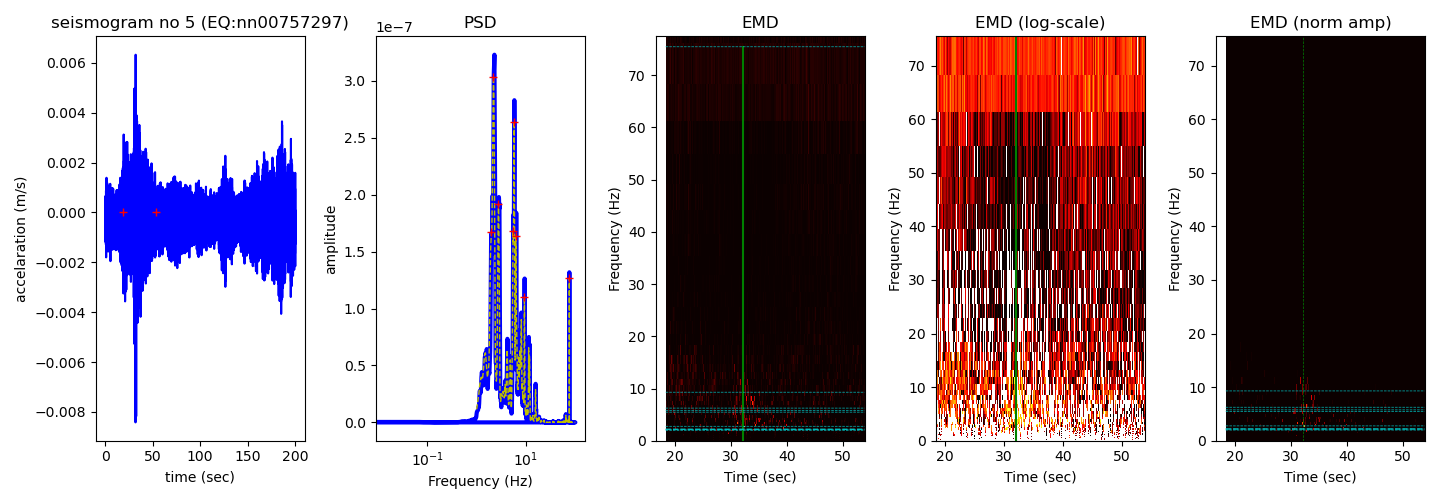 seismogram no 5 (EQ:nn00757297)
0.006
0.004
0.002
0.000
−0.002
−0.004
−0.006
−0.008
accelaration (m/s)
0 50 100 150 200
time (sec)
PSD
1e−7
3.0
2.5
2.0
1.5
1.0
0.5
0.0
amplitude
10⁻¹ 10¹
Frequency (Hz)
EMD
70
60
50
40
30
20
10
0
Frequency (Hz)
20 30 40 50
Time (sec)
EMD (log-scale)
70
60
50
40
30
20
10
0
Frequency (Hz)
20 30 40 50
Time (sec)
EMD (norm amp)
70
60
50
40
30
20
10
0
Frequency (Hz)
20 30 40 50
Time (sec)